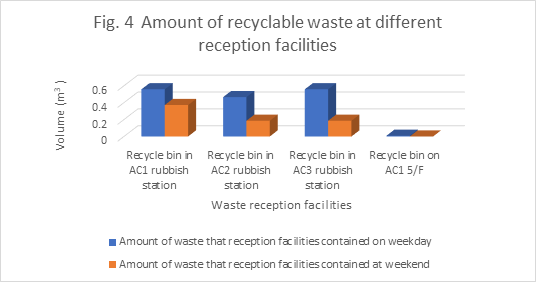 Fig. 4 Amount of recyclable waste at different
reception facilities
Volume (m³ )
0.6
0.4
0.2
0
Recycle bin in
AC1 rubbish
station
Recycle bin in
AC2 rubbish
station
Recycle bin in
AC3 rubbish
station
Recycle bin on
AC1 5/F
Waste reception facilities
Amount of waste that reception facilities contained on weekday
Amount of waste that reception facilities contained at weekend